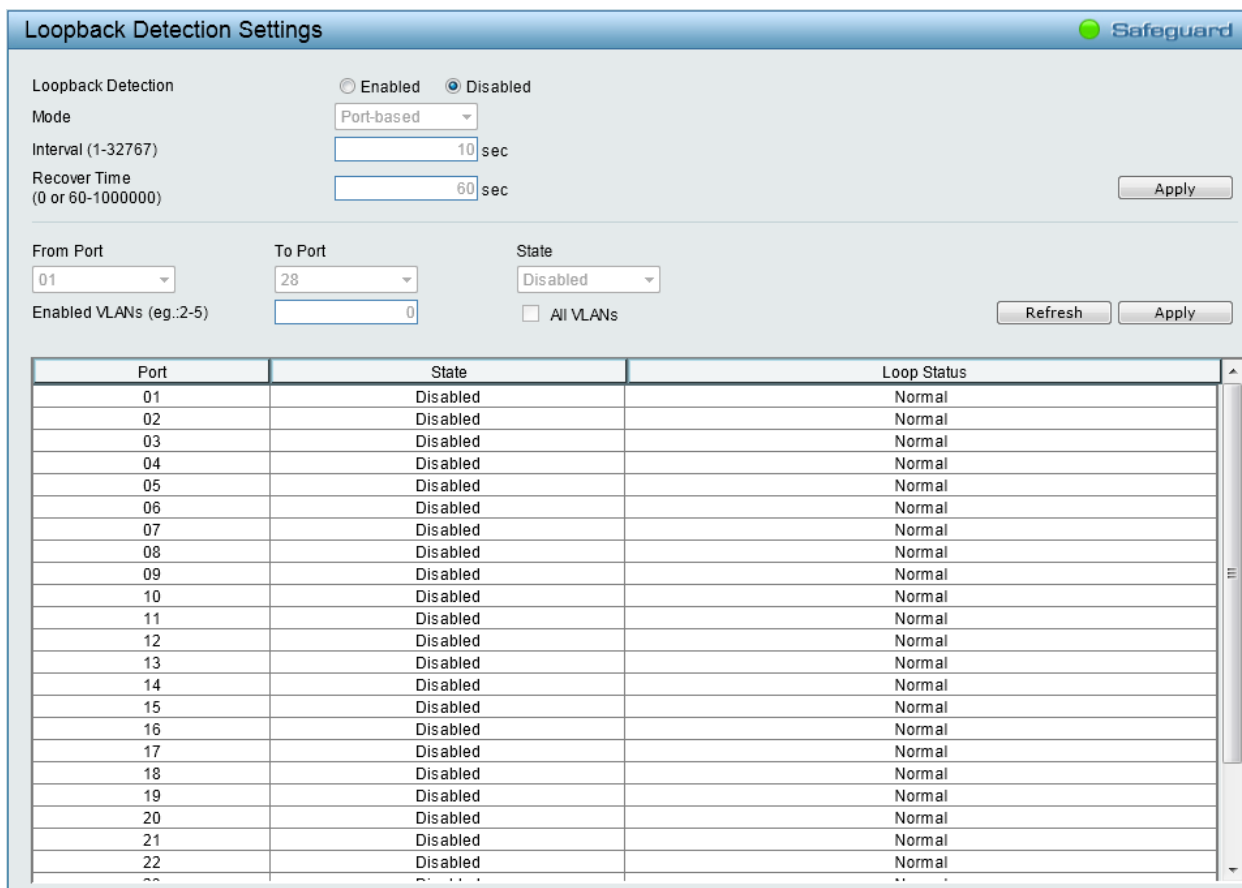 Loopback Detection Settings
Safeguard
Loopback Detection Enabled Disabled
Mode Port-based
Interval (1-32767) 10 sec
Recover Time
(0 or 60-1000000) 60 sec Apply
From Port To Port State
01 28 Disabled
Enabled VLANs (eg.:2-5) 0 All VLANs Refresh Apply
Port State Loop Status
01 Disabled Normal
02 Disabled Normal
03 Disabled Normal
04 Disabled Normal
05 Disabled Normal
06 Disabled Normal
07 Disabled Normal
08 Disabled Normal
09 Disabled Normal
10 Disabled Normal
11 Disabled Normal
12 Disabled Normal
13 Disabled Normal
14 Disabled Normal
15 Disabled Normal
16 Disabled Normal
17 Disabled Normal
18 Disabled Normal
19 Disabled Normal
20 Disabled Normal
21 Disabled Normal
22 Disabled Normal